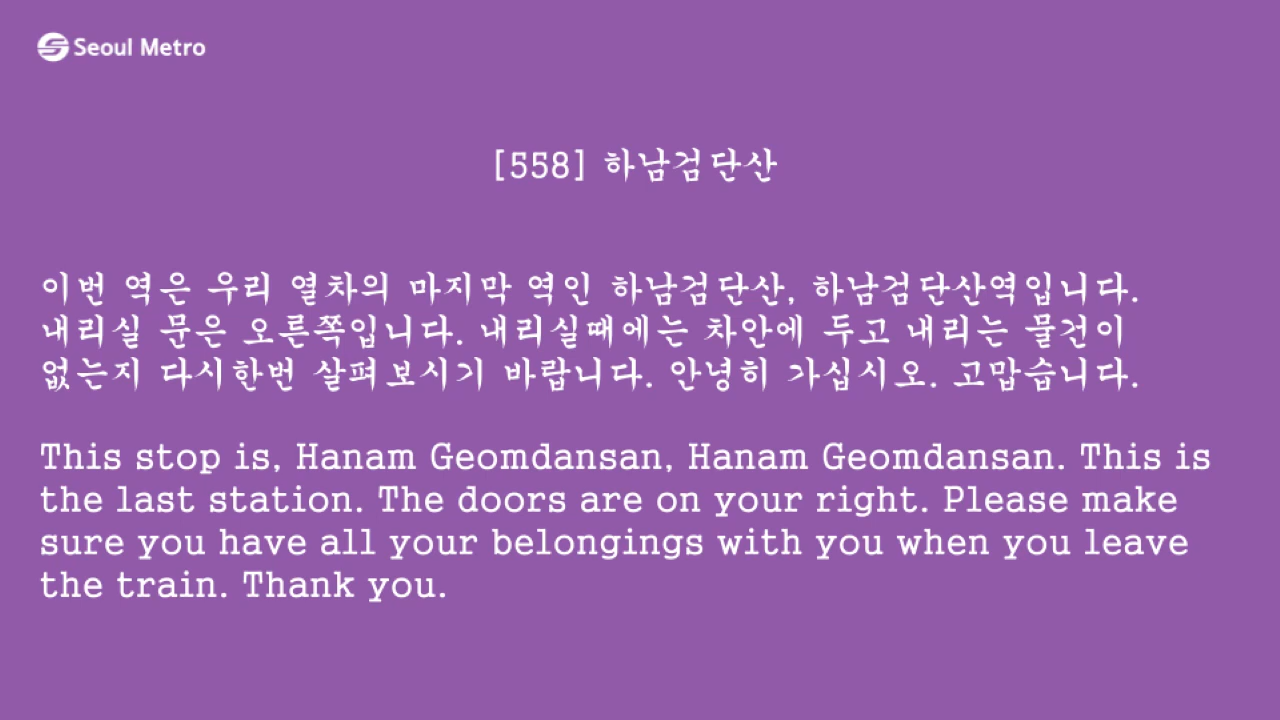 Seoul Metro
[558] 하남검단산
이번 역은 우리 열차의 마지막 역인 하남검단산, 하남검단산역입니다.
내리실 문은 오른쪽입니다. 내리실때에는 차안에 두고 내리는 물건이
없는지 다시한번 살펴보시기 바랍니다. 안녕히 가십시오. 고맙습니다.
This stop is, Hanam Geomdansan, Hanam Geomdansan. This is
the last station. The doors are on your right. Please make
sure you have all your belongings with you when you leave
the train. Thank you.